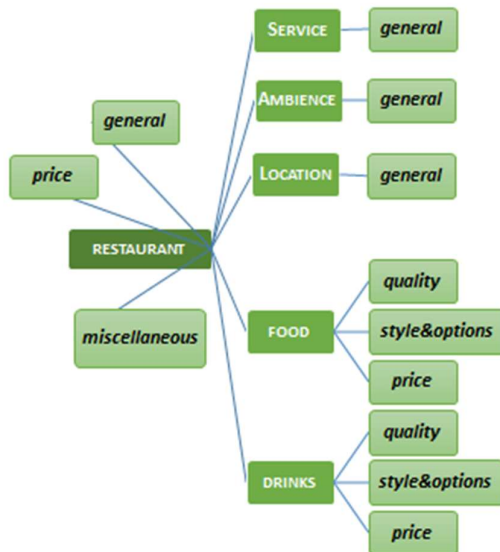 SERVICE
general
AMBIENCE
general
general
LOCATION
general
price
RESTAURANT
miscellaneous
FOOD
quality
style&options
price
DRINKS
quality
style&options
price